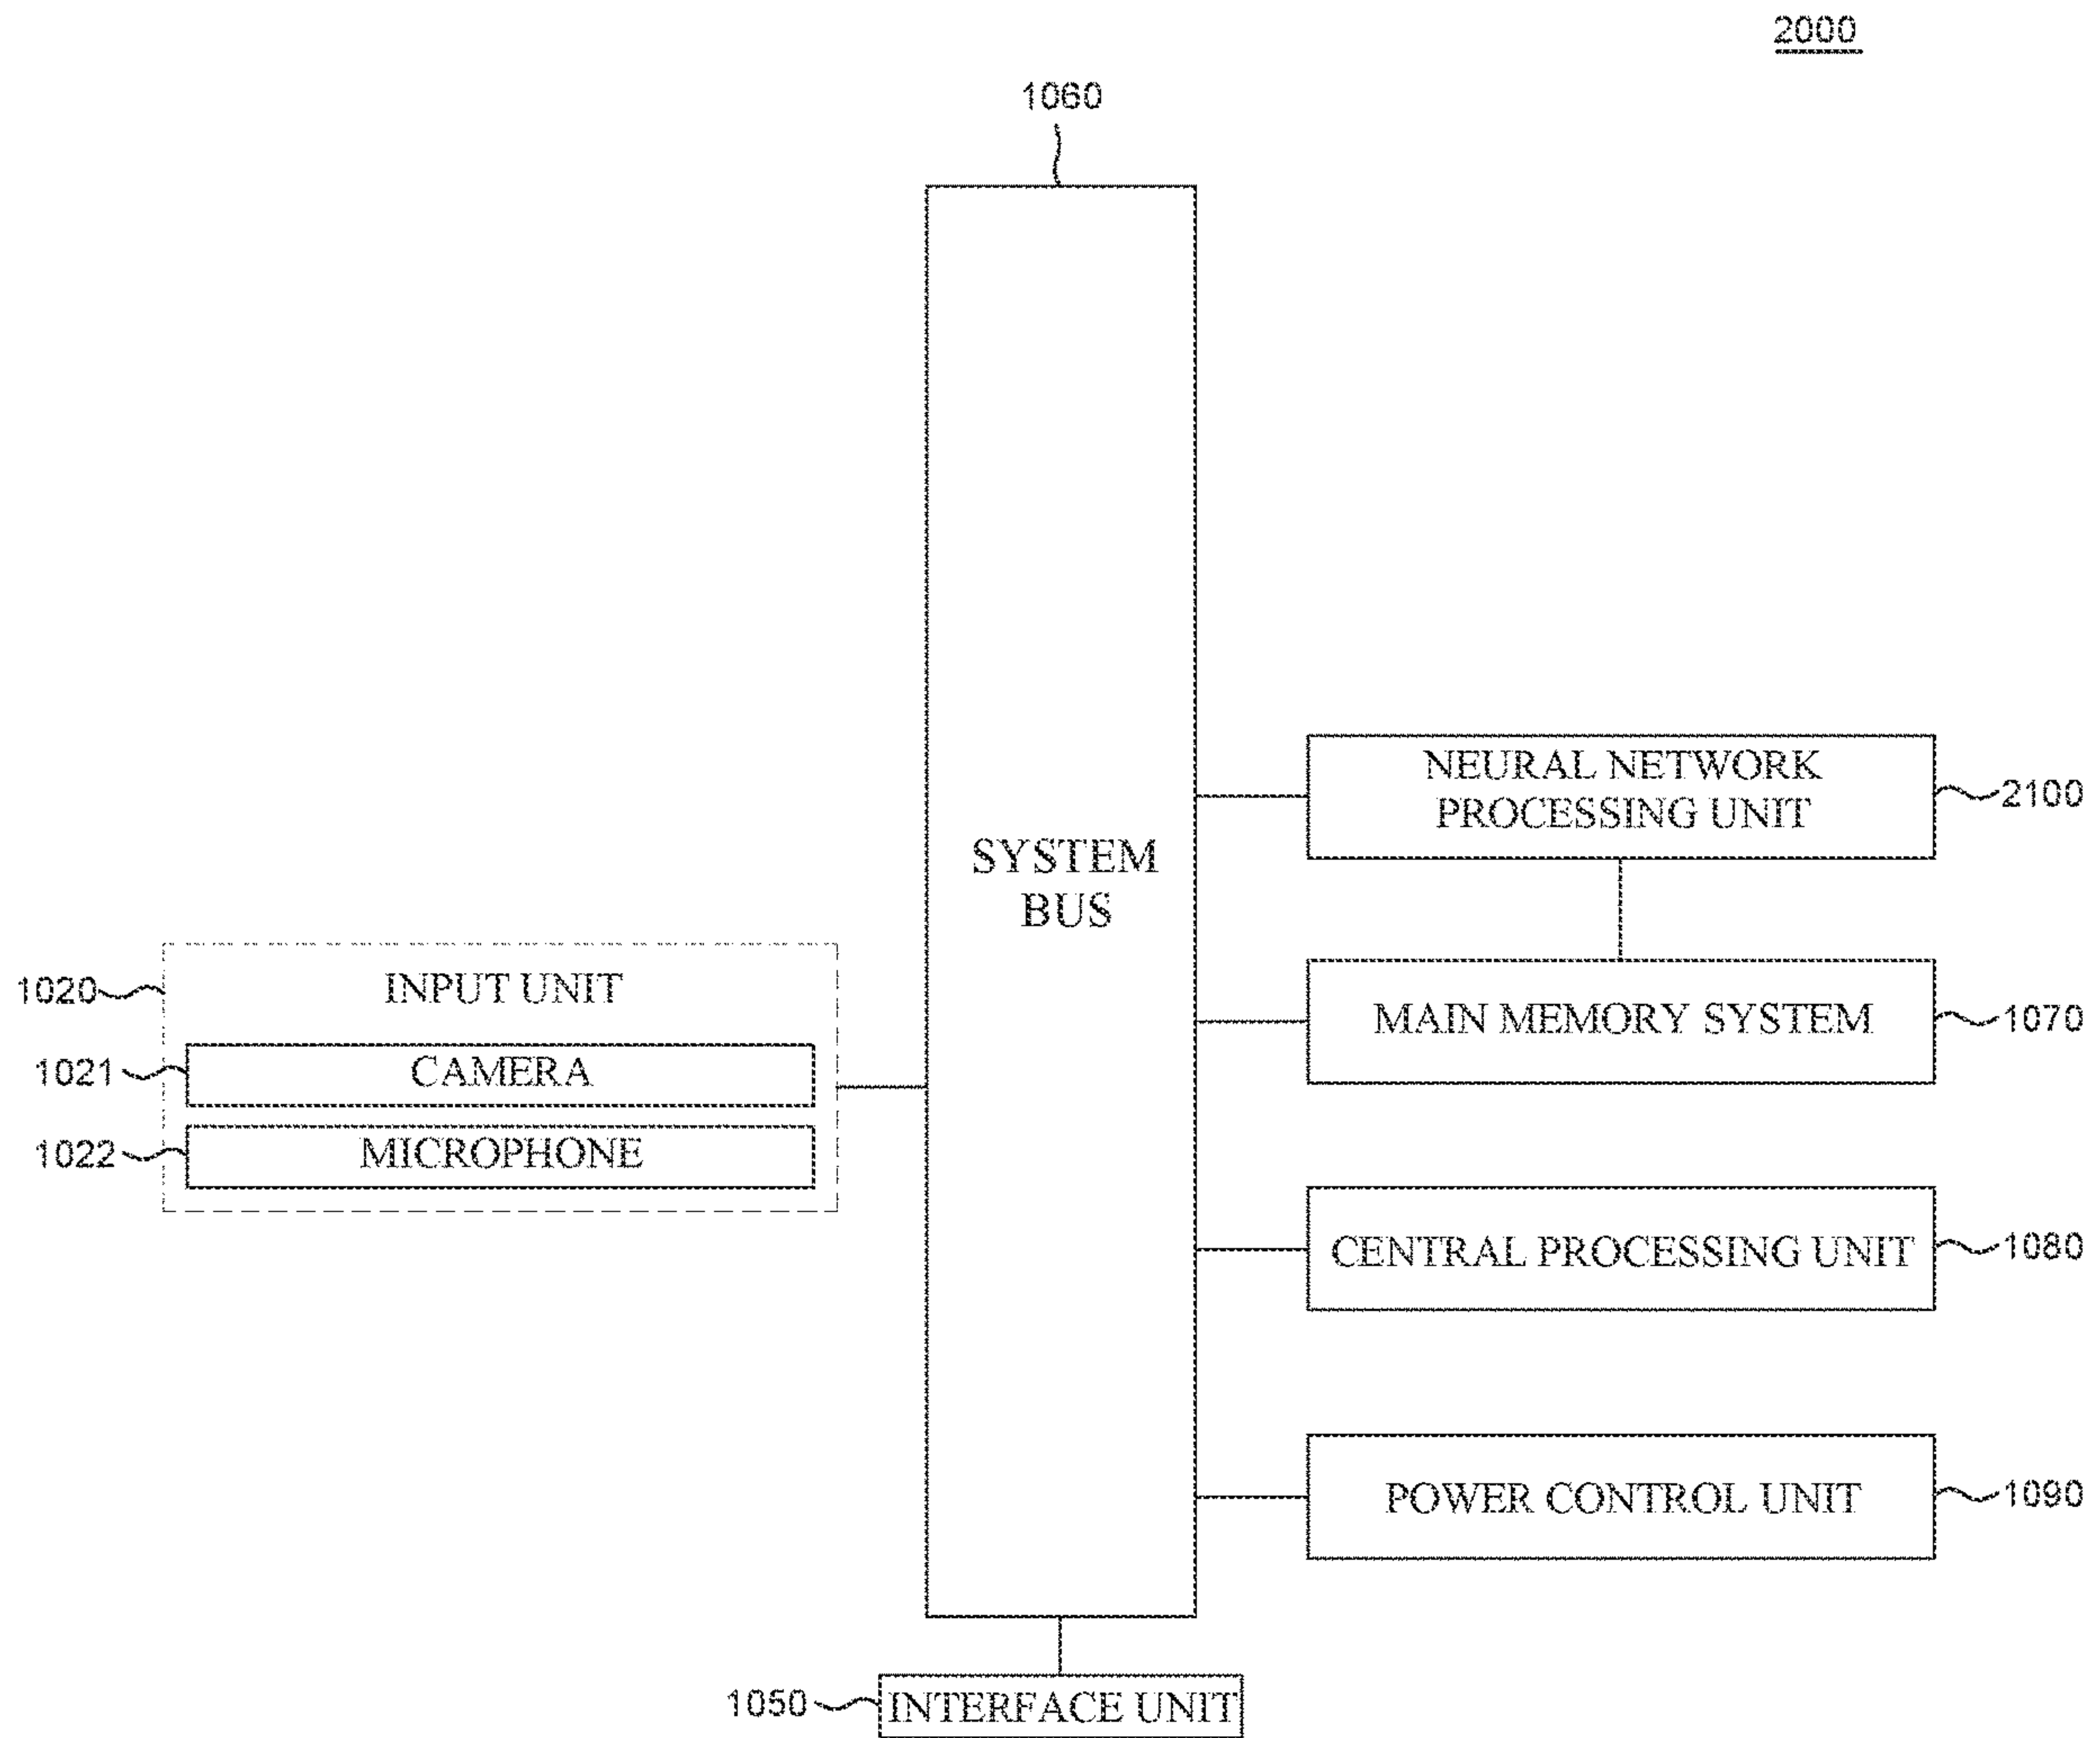 2000
1060
SYSTEM
BUS
1020
INPUT UNIT
1021
CAMERA
1022
MICROPHONE
NEURAL NETWORK
PROCESSING UNIT
2100
MAIN MEMORY SYSTEM
1070
CENTRAL PROCESSING UNIT
1080
POWER CONTROL UNIT
1090
1050
INTERFACE UNIT